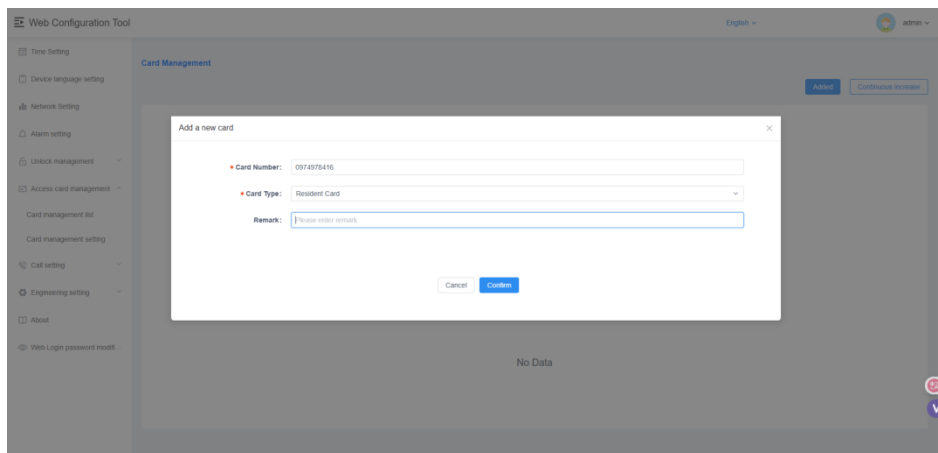 Web Configuration Tool
English
admin
Time Setting
Device language setting
Network Setting
Alarm setting
Unlock management
Access card management
Card management list
Card management setting
Call setting
Engineering setting
About
Web Login password modifi...
Card Management
Added
Continuous increase
Add a new card
* Card Number: 0974978416
* Card Type: Resident Card
Remark: Please enter remark
Cancel
Confirm
No Data